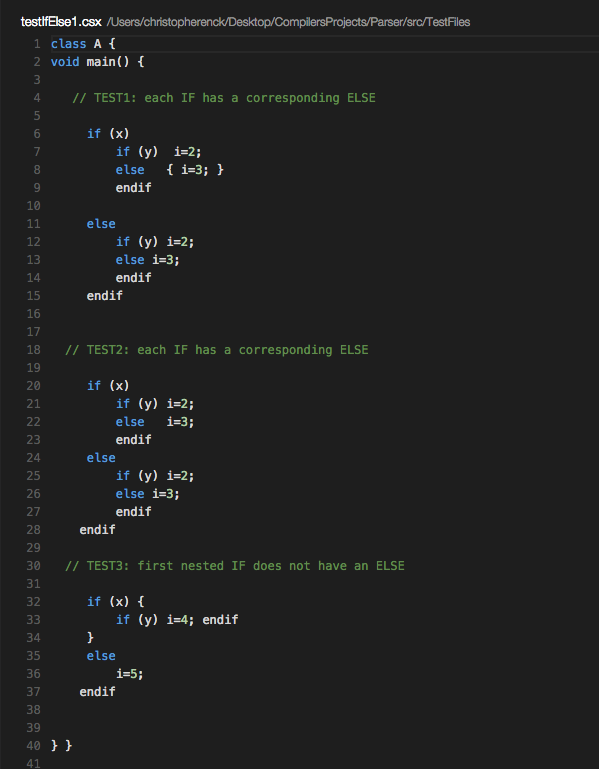 testIfElse1.csx /Users/christopherenck/Desktop/CompilersProjects/Parser/src/TestFiles
1 class A {
2 void main() {
3
4 // TEST1: each IF has a corresponding ELSE
5
6 if (x)
7 if (y)  i=2;
8 else   { i=3; }
9 endif
10
11 else
12 if (y) i=2;
13 else i=3;
14 endif
15 endif
16
17
18 // TEST2: each IF has a corresponding ELSE
19
20 if (x)
21 if (y) i=2;
22 else   i=3;
23 endif
24 else
25 if (y) i=2;
26 else i=3;
27 endif
28 endif
29
30 // TEST3: first nested IF does not have an ELSE
31
32 if (x) {
33 if (y) i=4; endif
34 }
35 else
36 i=5;
37 endif
38
39
40 } }
41